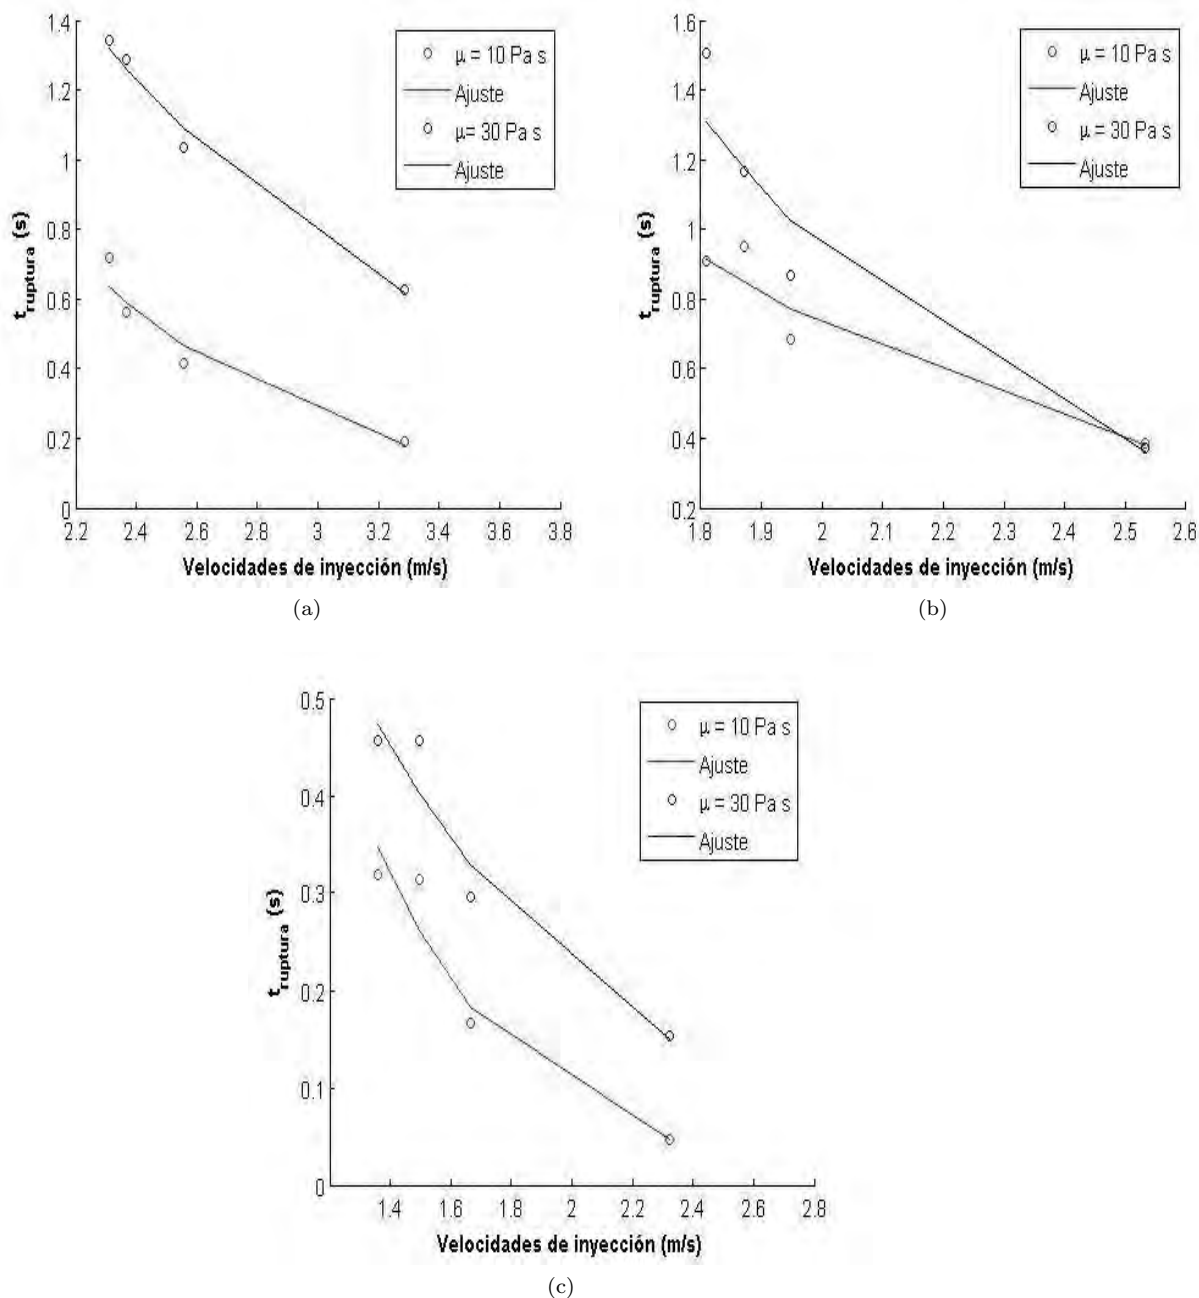 1.4
1.2
1
0.8
0.6
0.4
0.2
0
t_ruptura (s)
2.2 2.4 2.6 2.8 3 3.2 3.4 3.6 3.8
Velocidades de inyección (m/s)
μ = 10 Pa s
Ajuste
μ= 30 Pa s
Ajuste
(a)
1.6
1.4
1.2
1
0.8
0.6
0.4
0.2
t_ruptura (s)
1.8 1.9 2 2.1 2.2 2.3 2.4 2.5 2.6
Velocidades de inyección (m/s)
μ = 10 Pa s
Ajuste
μ = 30 Pa s
Ajuste
(b)
0.5
0.4
0.3
0.2
0.1
0
t_ruptura (s)
1.4 1.6 1.8 2 2.2 2.4 2.6 2.8
Velocidades de inyección (m/s)
μ = 10 Pa s
Ajuste
μ = 30 Pa s
Ajuste
(c)